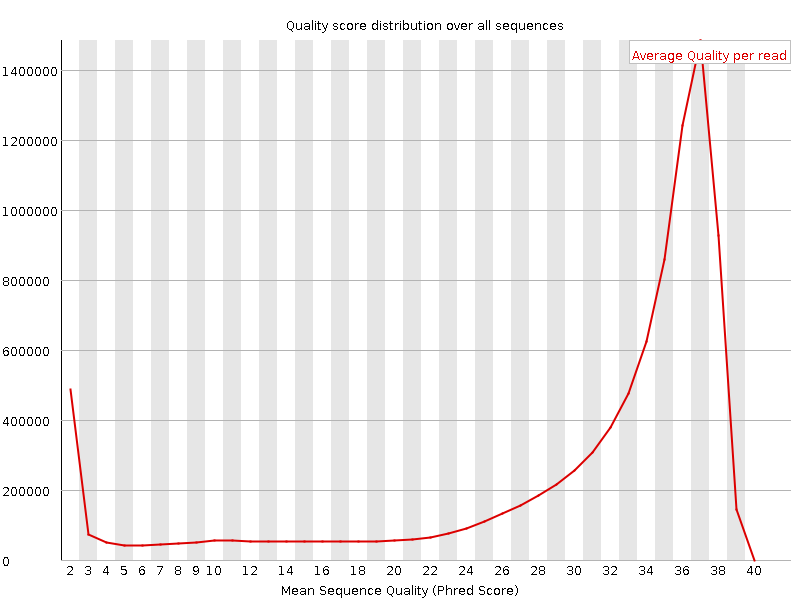 Quality score distribution over all sequences
Average Quality per read
1400000
1200000
1000000
800000
600000
400000
200000
0
2 3 4 5 6 7 8 9 10 12 14 16 18 20 22 24 26 28 30 32 34 36 38 40
Mean Sequence Quality (Phred Score)